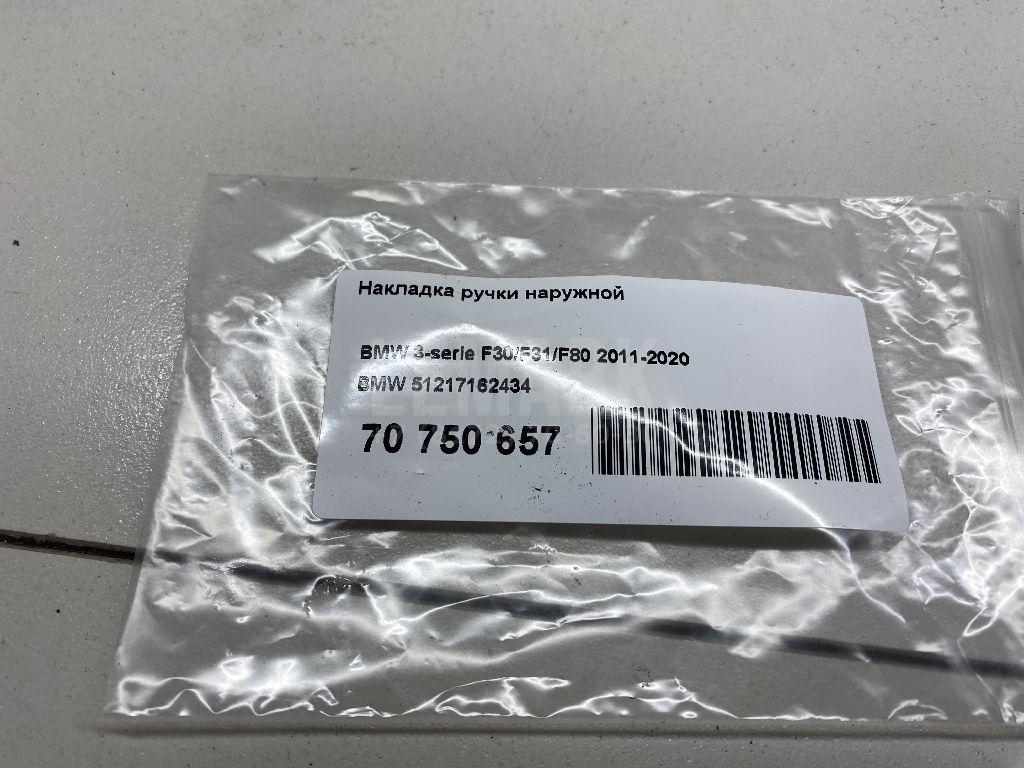 Накладка ручки наружной
BMW 3-serie F30/F31/F80 2011-2020
BMW 51217162434
70 750 657